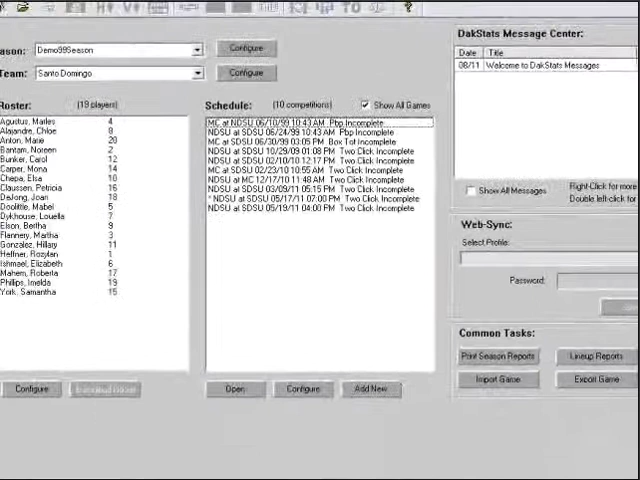 DakStats Message Center:
Date Title
08/11 Welcome to DakStats Messages
ason: Demo99Season Configure
Team: Santo Domingo Configure
Roster: (19 players)
Schedule: (10 competitions) Show All Games
Agustus, Marles 4
Alajandre, Chloe 8
Anton, Marie 20
Bantam, Noreen 2
Bunker, Carol 12
Carper, Mona 14
Chepa, Elsa 10
Claussen, Petricia 16
DeJong, Joan 18
Doolittle, Mabel 5
Dykhouse, Louella 7
Elson, Bertha 9
Flannery, Martha 3
Gonzalez, Hillary 11
Heffner, Rozylan 1
Ishmael, Elizabeth 6
Mahem, Roberta 17
Phillips, Imelda 19
York, Samantha 15
MC at NDSU 06/10/99 10:43 AM Pbp Incomplete
NDSU at SDSU 06/24/99 10:43 AM Pbp Incomplete
MC at NDSU 06/30/99 03:05 PM Box Tot Incomplete
NDSU at SDSU 10/29/09 01:08 PM Two Click Incomplete
NDSU at SDSU 02/10/10 12:17 PM Two Click Incomplete
MC at SDSU 02/23/10 10:55 AM Two Click Incomplete
NDSU at MC 12/17/10 11:48 AM Two Click Incomplete
NDSU at SDSU 03/09/11 05:15 PM Two Click Incomplete
* NDSU at SDSU 05/17/11 07:00 PM Two Click Incomplete
NDSU at SDSU 05/19/11 04:00 PM Two Click Incomplete
Show All Messages
Right-Click for more
Double-left-click for
Web-Sync:
Select Profile:
Password:
Common Tasks:
Print Season Reports Lineup Reports
Import Game Export Game
Configure
Open Configure Add New